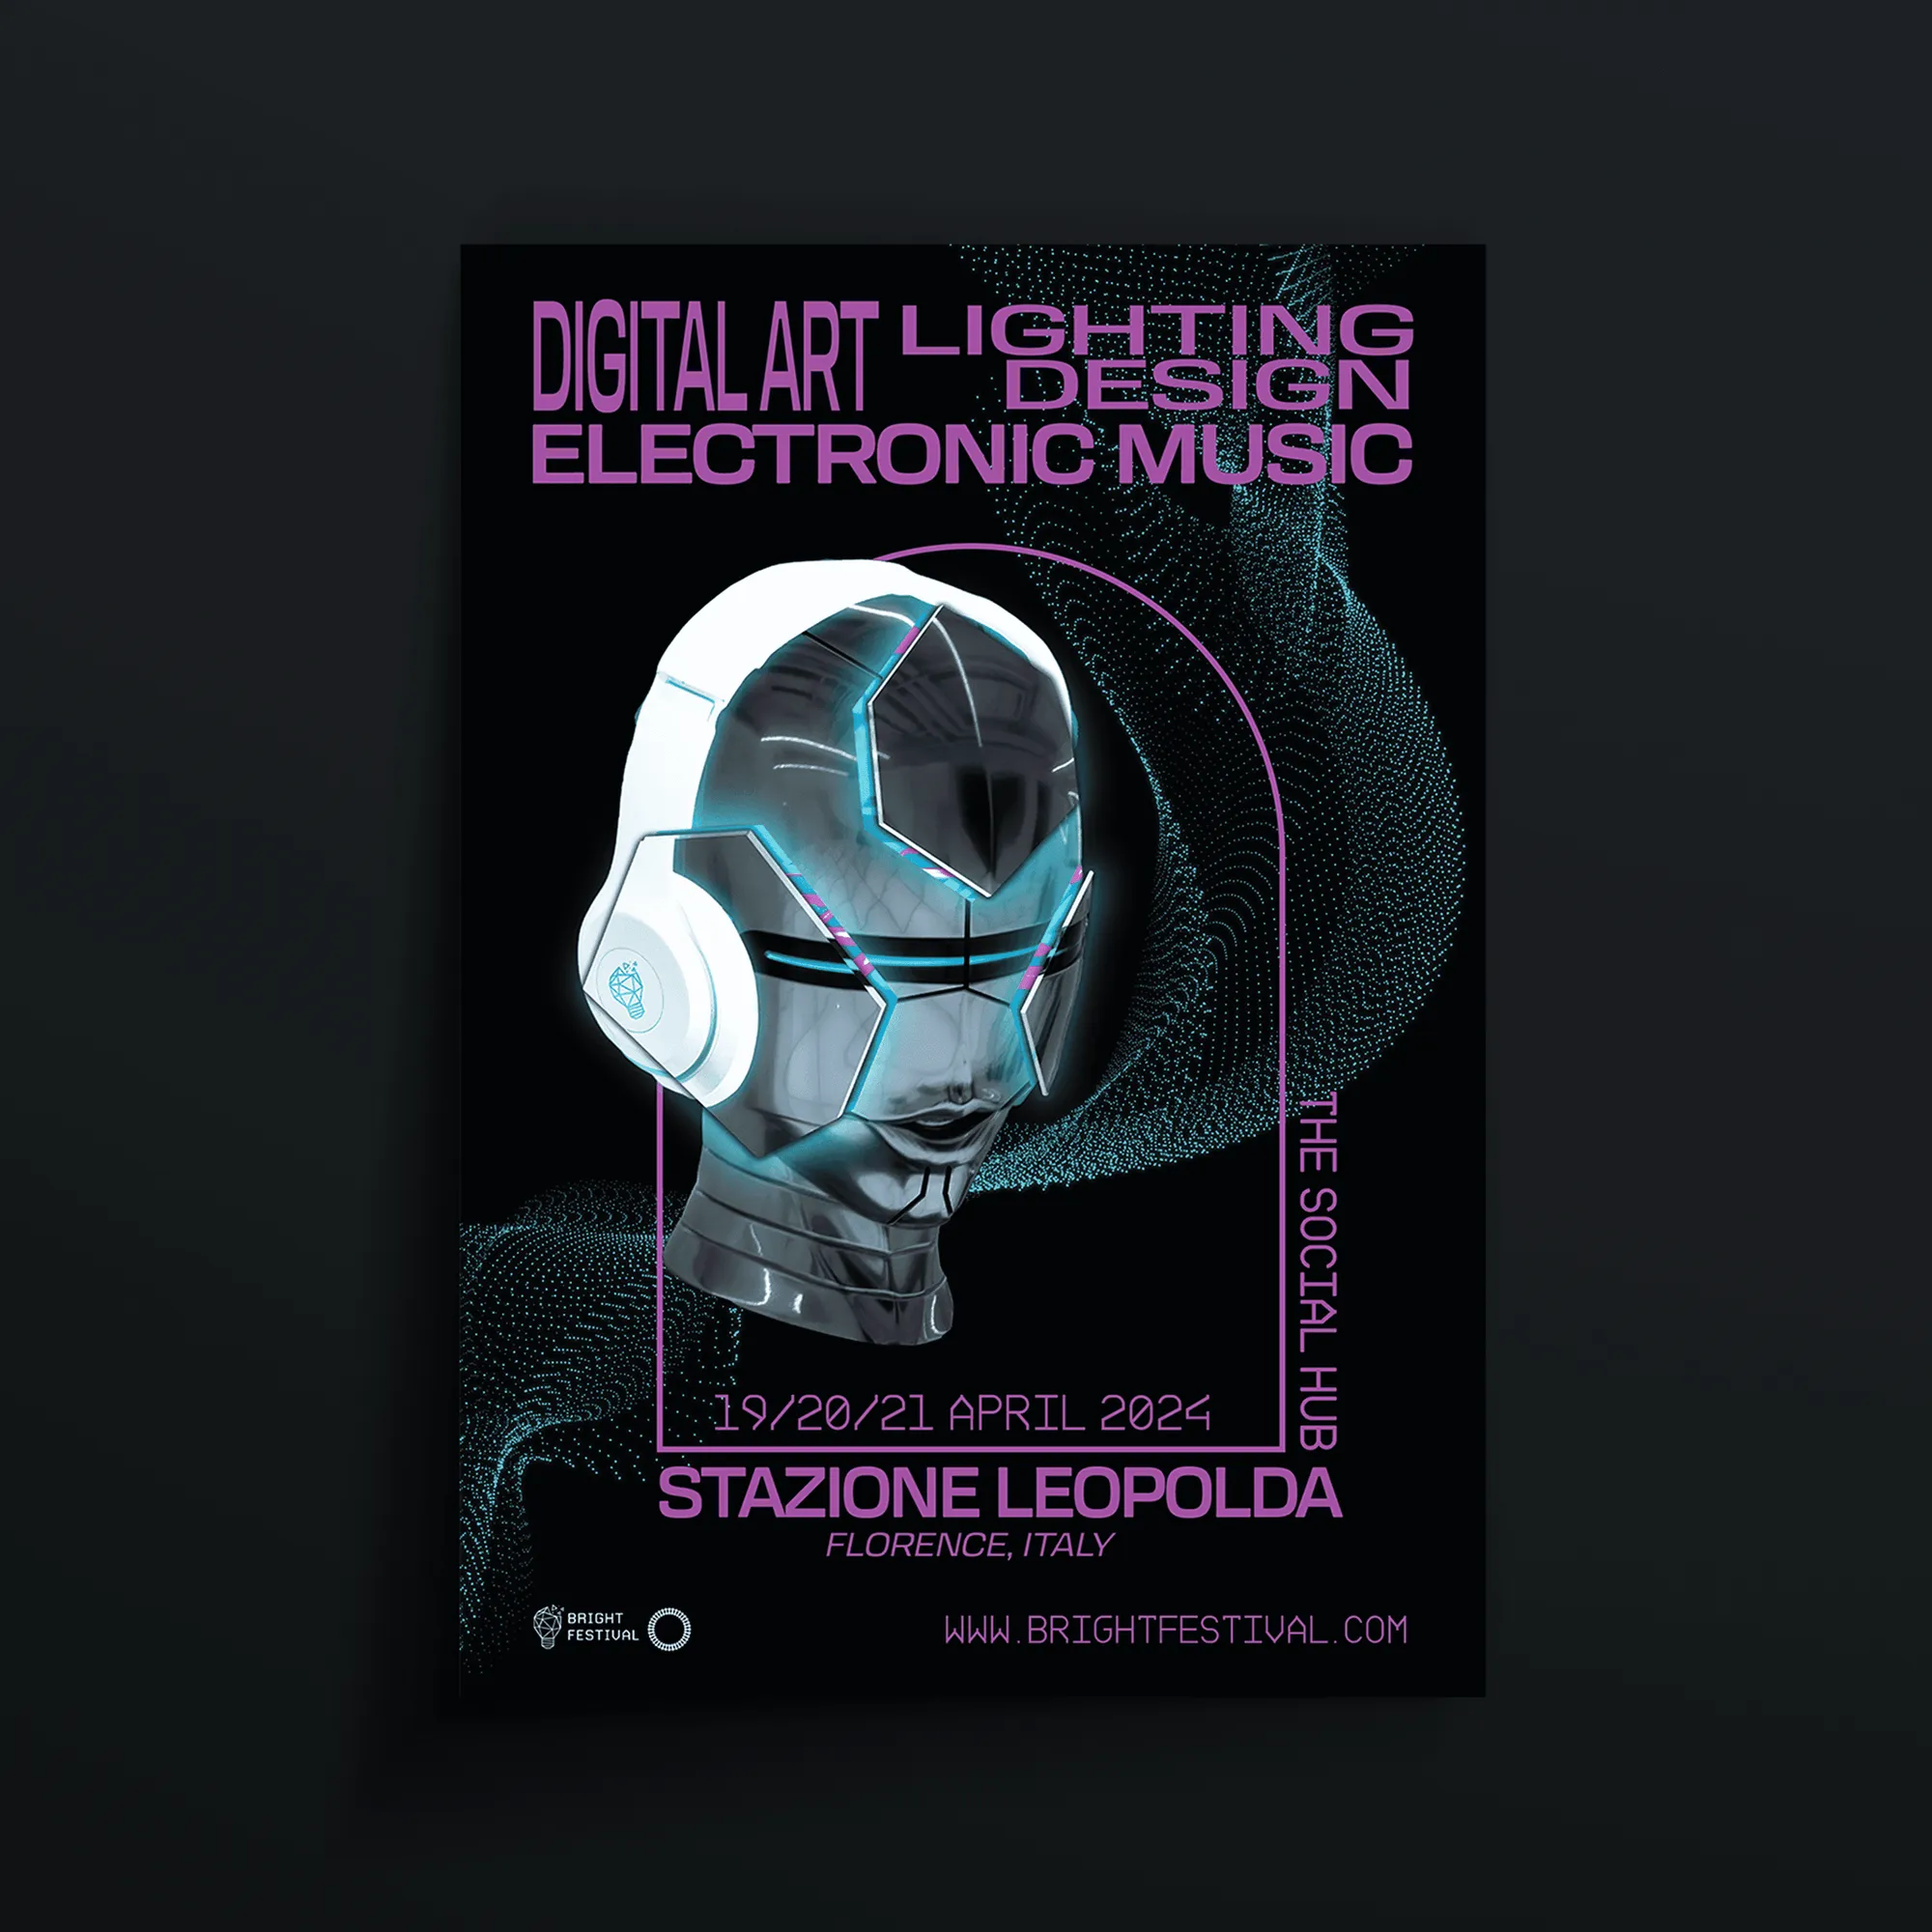 DIGITAL ART LIGHTING
DESIGN
ELECTRONIC MUSIC
THE SOCIAL HUB
19/20/21 APRIL 2024
STAZIONE LEOPOLDA
FLORENCE, ITALY
BRIGHT
FESTIVAL
WWW.BRIGHTFESTIVAL.COM